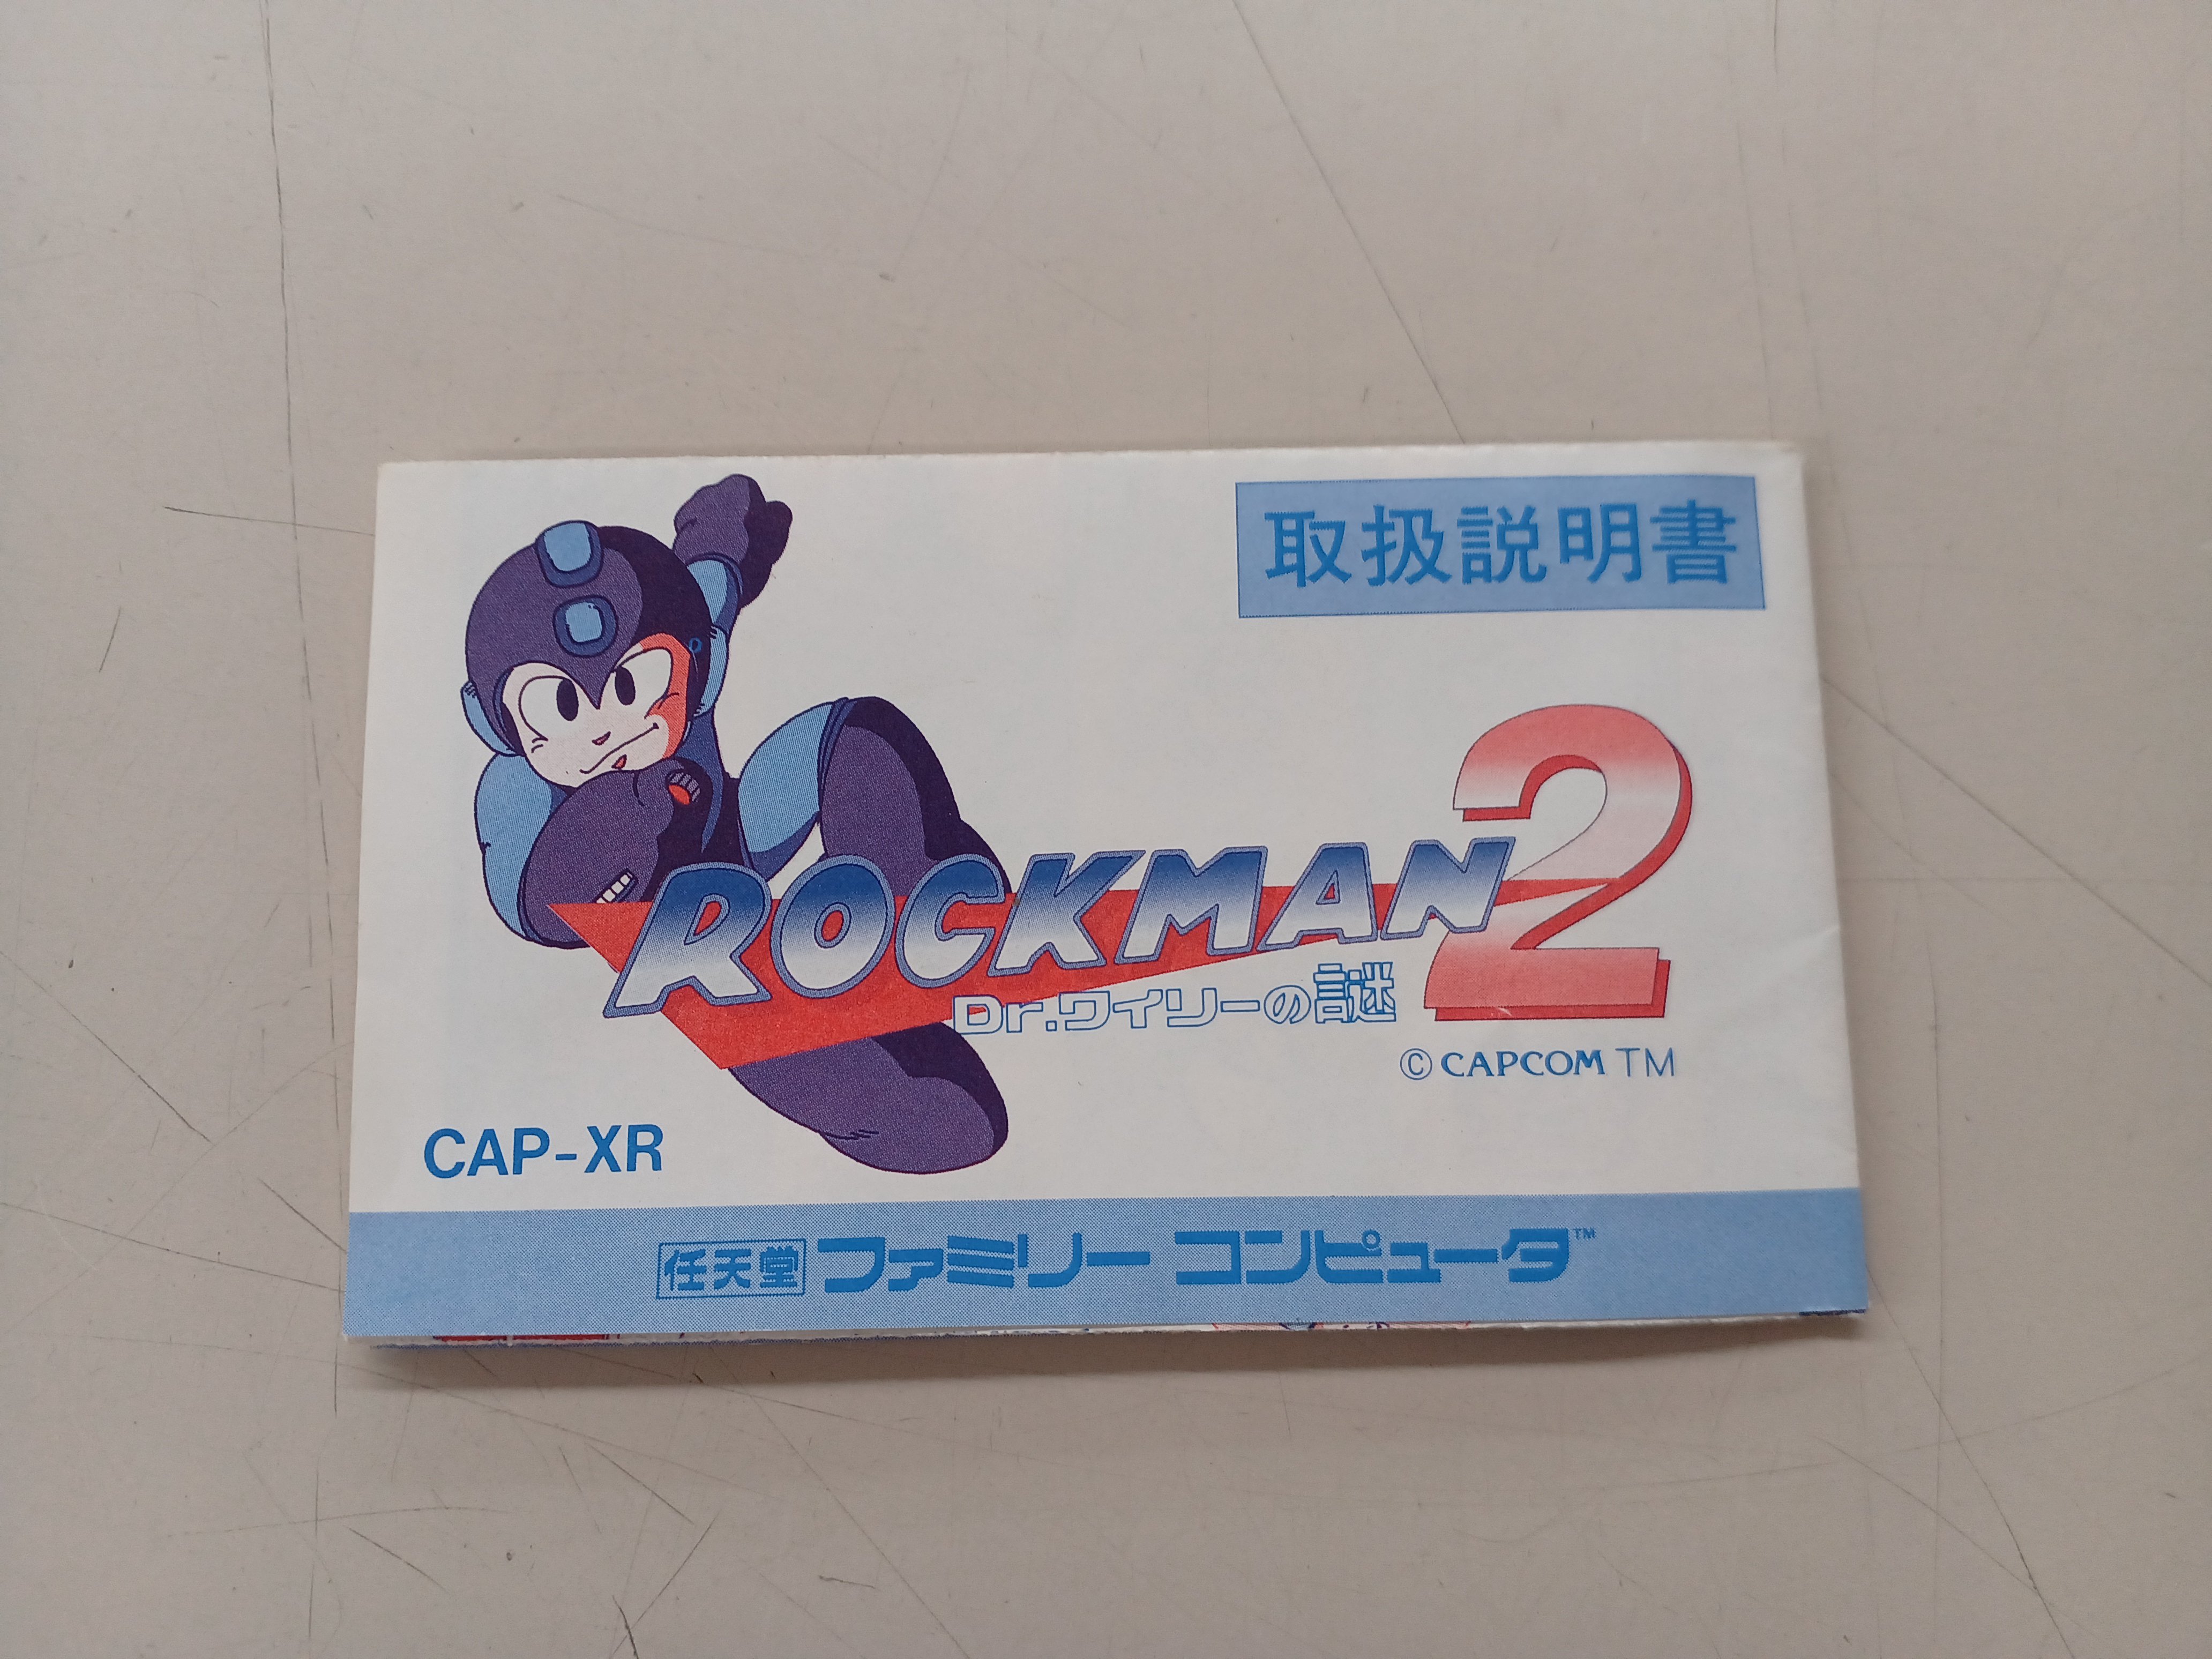 取扱説明書
ROCKMAN 2
Dr.ワイリーの謎
© CAPCOM TM
CAP-XR
任天堂 ファミリー コンピュータ™